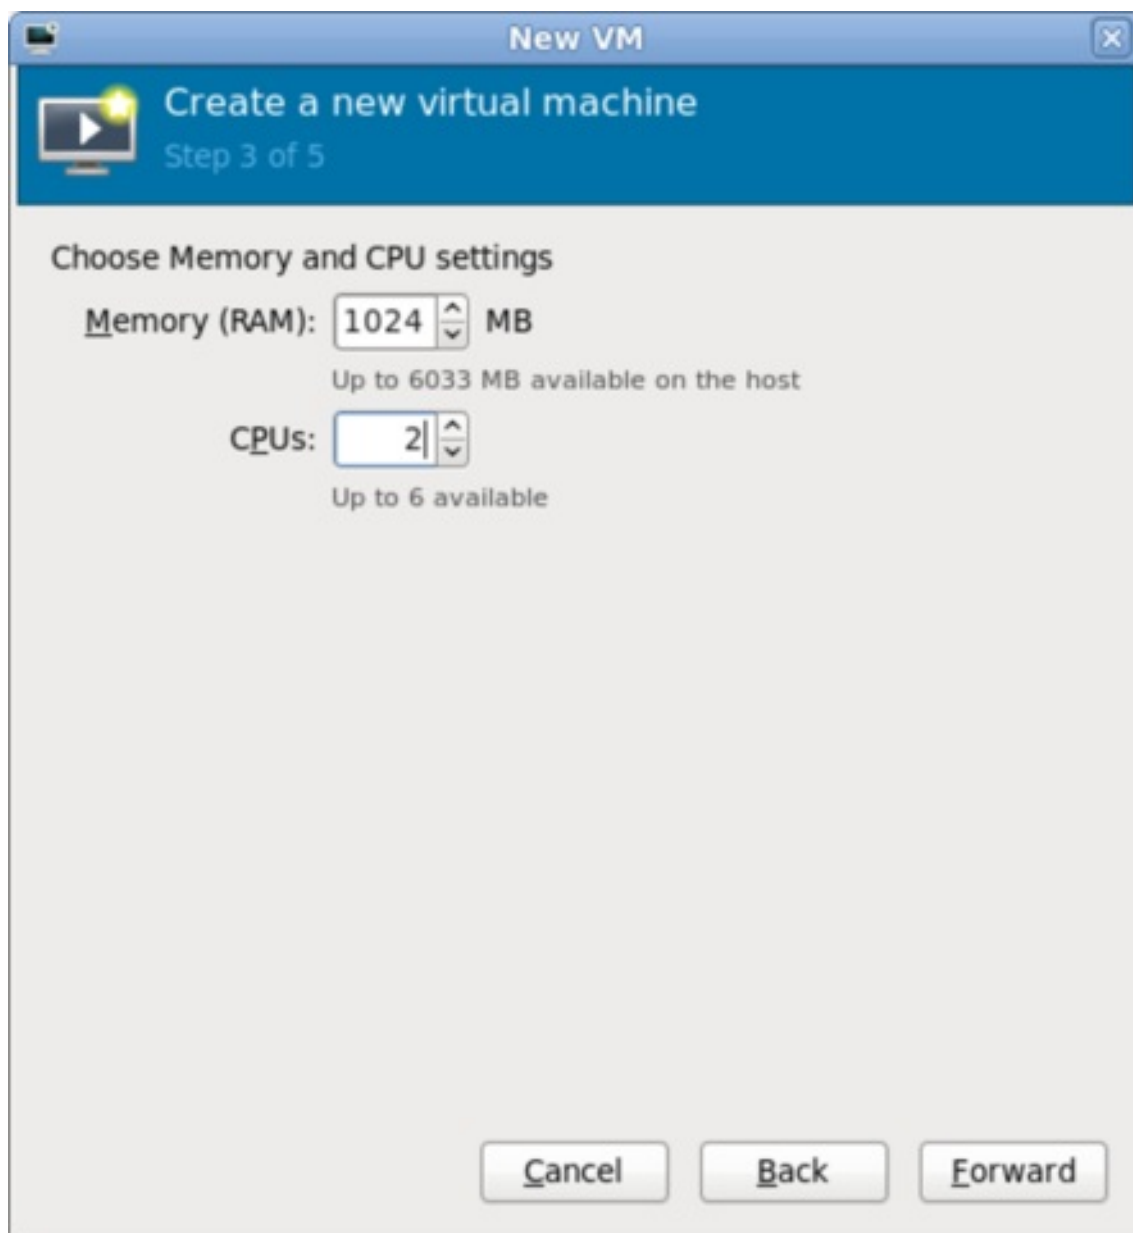 New VM
Create a new virtual machine
Step 3 of 5
Choose Memory and CPU settings
Memory (RAM): 1024 MB
Up to 6033 MB available on the host
CPUs: 2
Up to 6 available
Cancel Back Forward